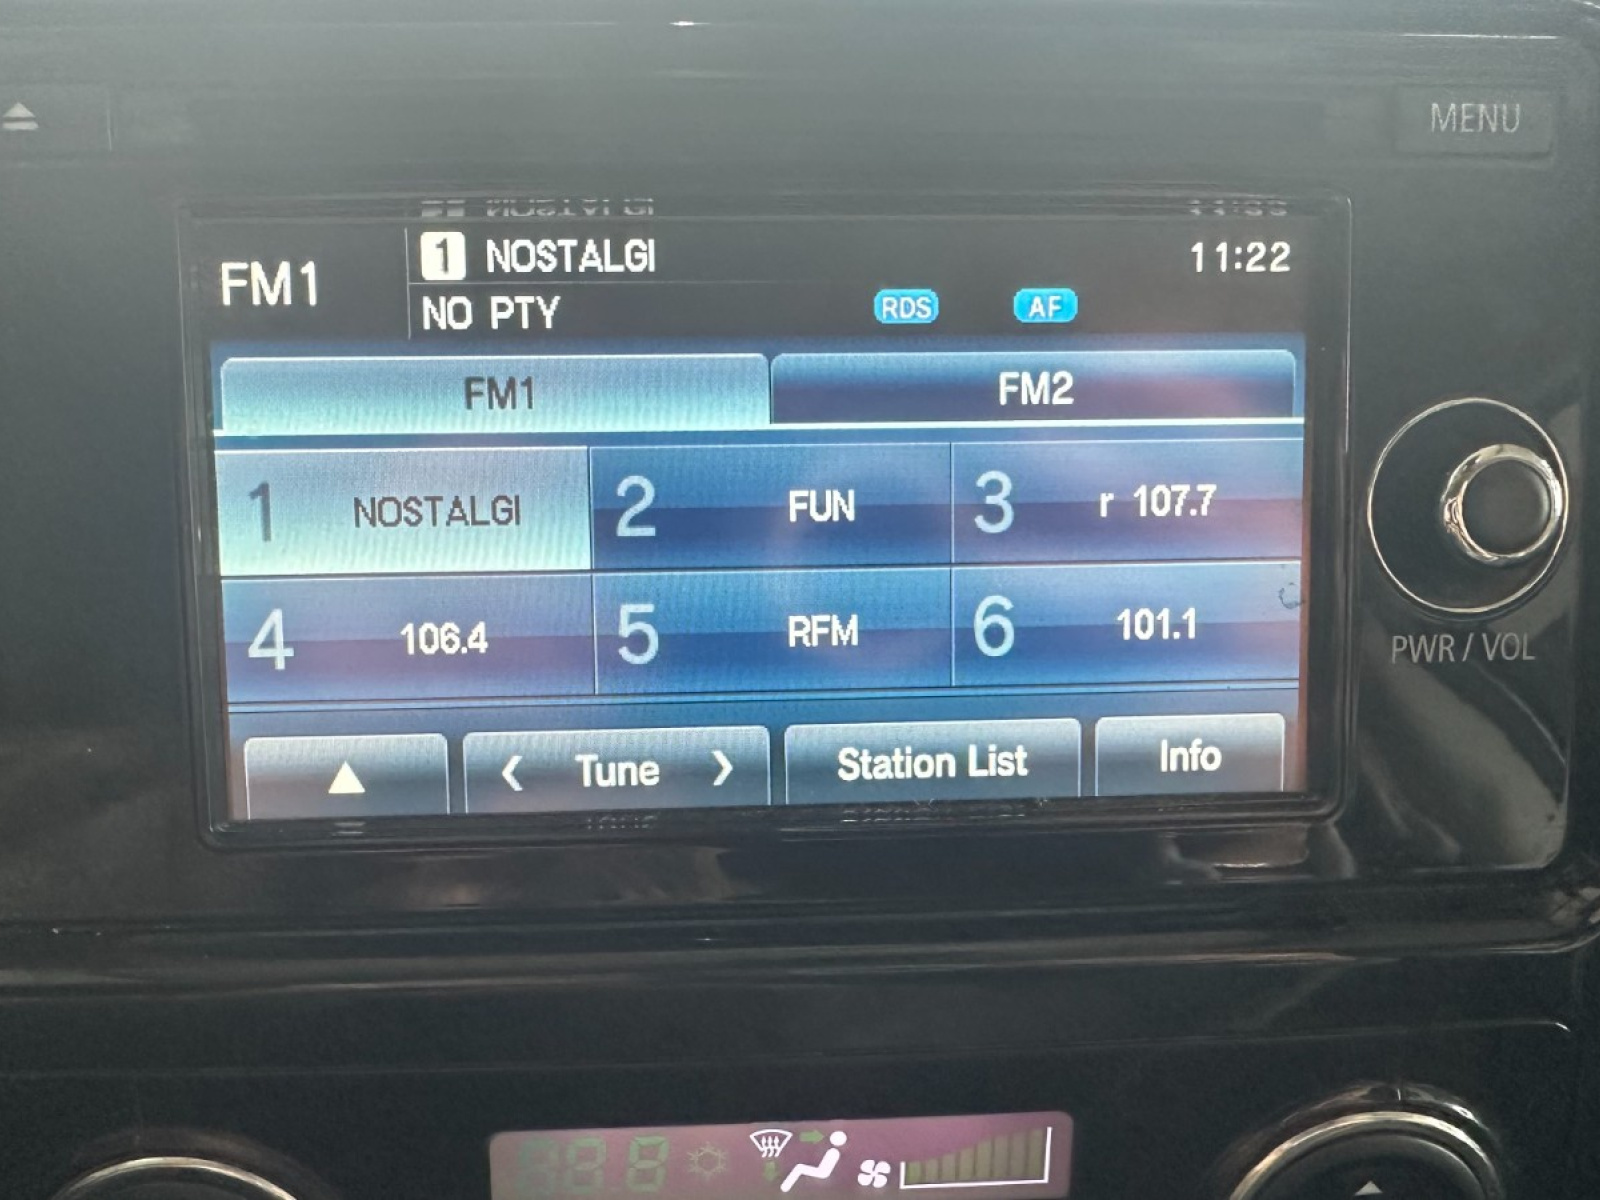 MENU
FM1
1 NOSTALGI
11:22
NO PTY
RDS
AF
FM1
FM2
1 NOSTALGI
2 FUN
3 r 107.7
4 106.4
5 RFM
6 101.1
PWR / VOL
< Tune >
Station List
Info